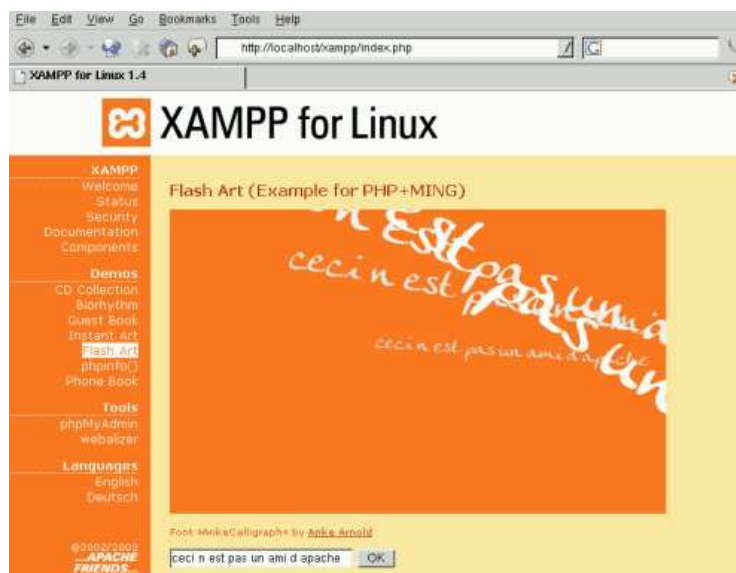 File Edit View Go Bookmarks Tools Help
http://localhost/xampp/index.php
XAMPP for Linux 1.4
XAMPP for Linux
XAMPP
Welcome
Status
Security
Documentation
Components
Demos
CD Collection
Biorhythm
Guest Book
Instant Art
Flash Art
phpinfo()
Phone Book
Tools
phpMyAdmin
webalizer
Languages
English
Deutsch
©2002/2003
...APACHE
FRIENDS...
Flash Art (Example for PHP+MING)
n est pas un
ceci n est pas un a
ceci n est pas un ami d apache
Font »AnkeCalligraph« by Anke Arnold
ceci n est pas un ami d apache OK